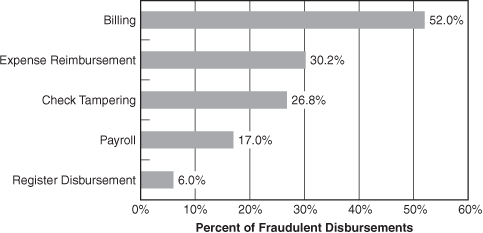 Billing 52.0%
Expense Reimbursement 30.2%
Check Tampering 26.8%
Payroll 17.0%
Register Disbursement 6.0%
0% 10% 20% 30% 40% 50% 60%
Percent of Fraudulent Disbursements